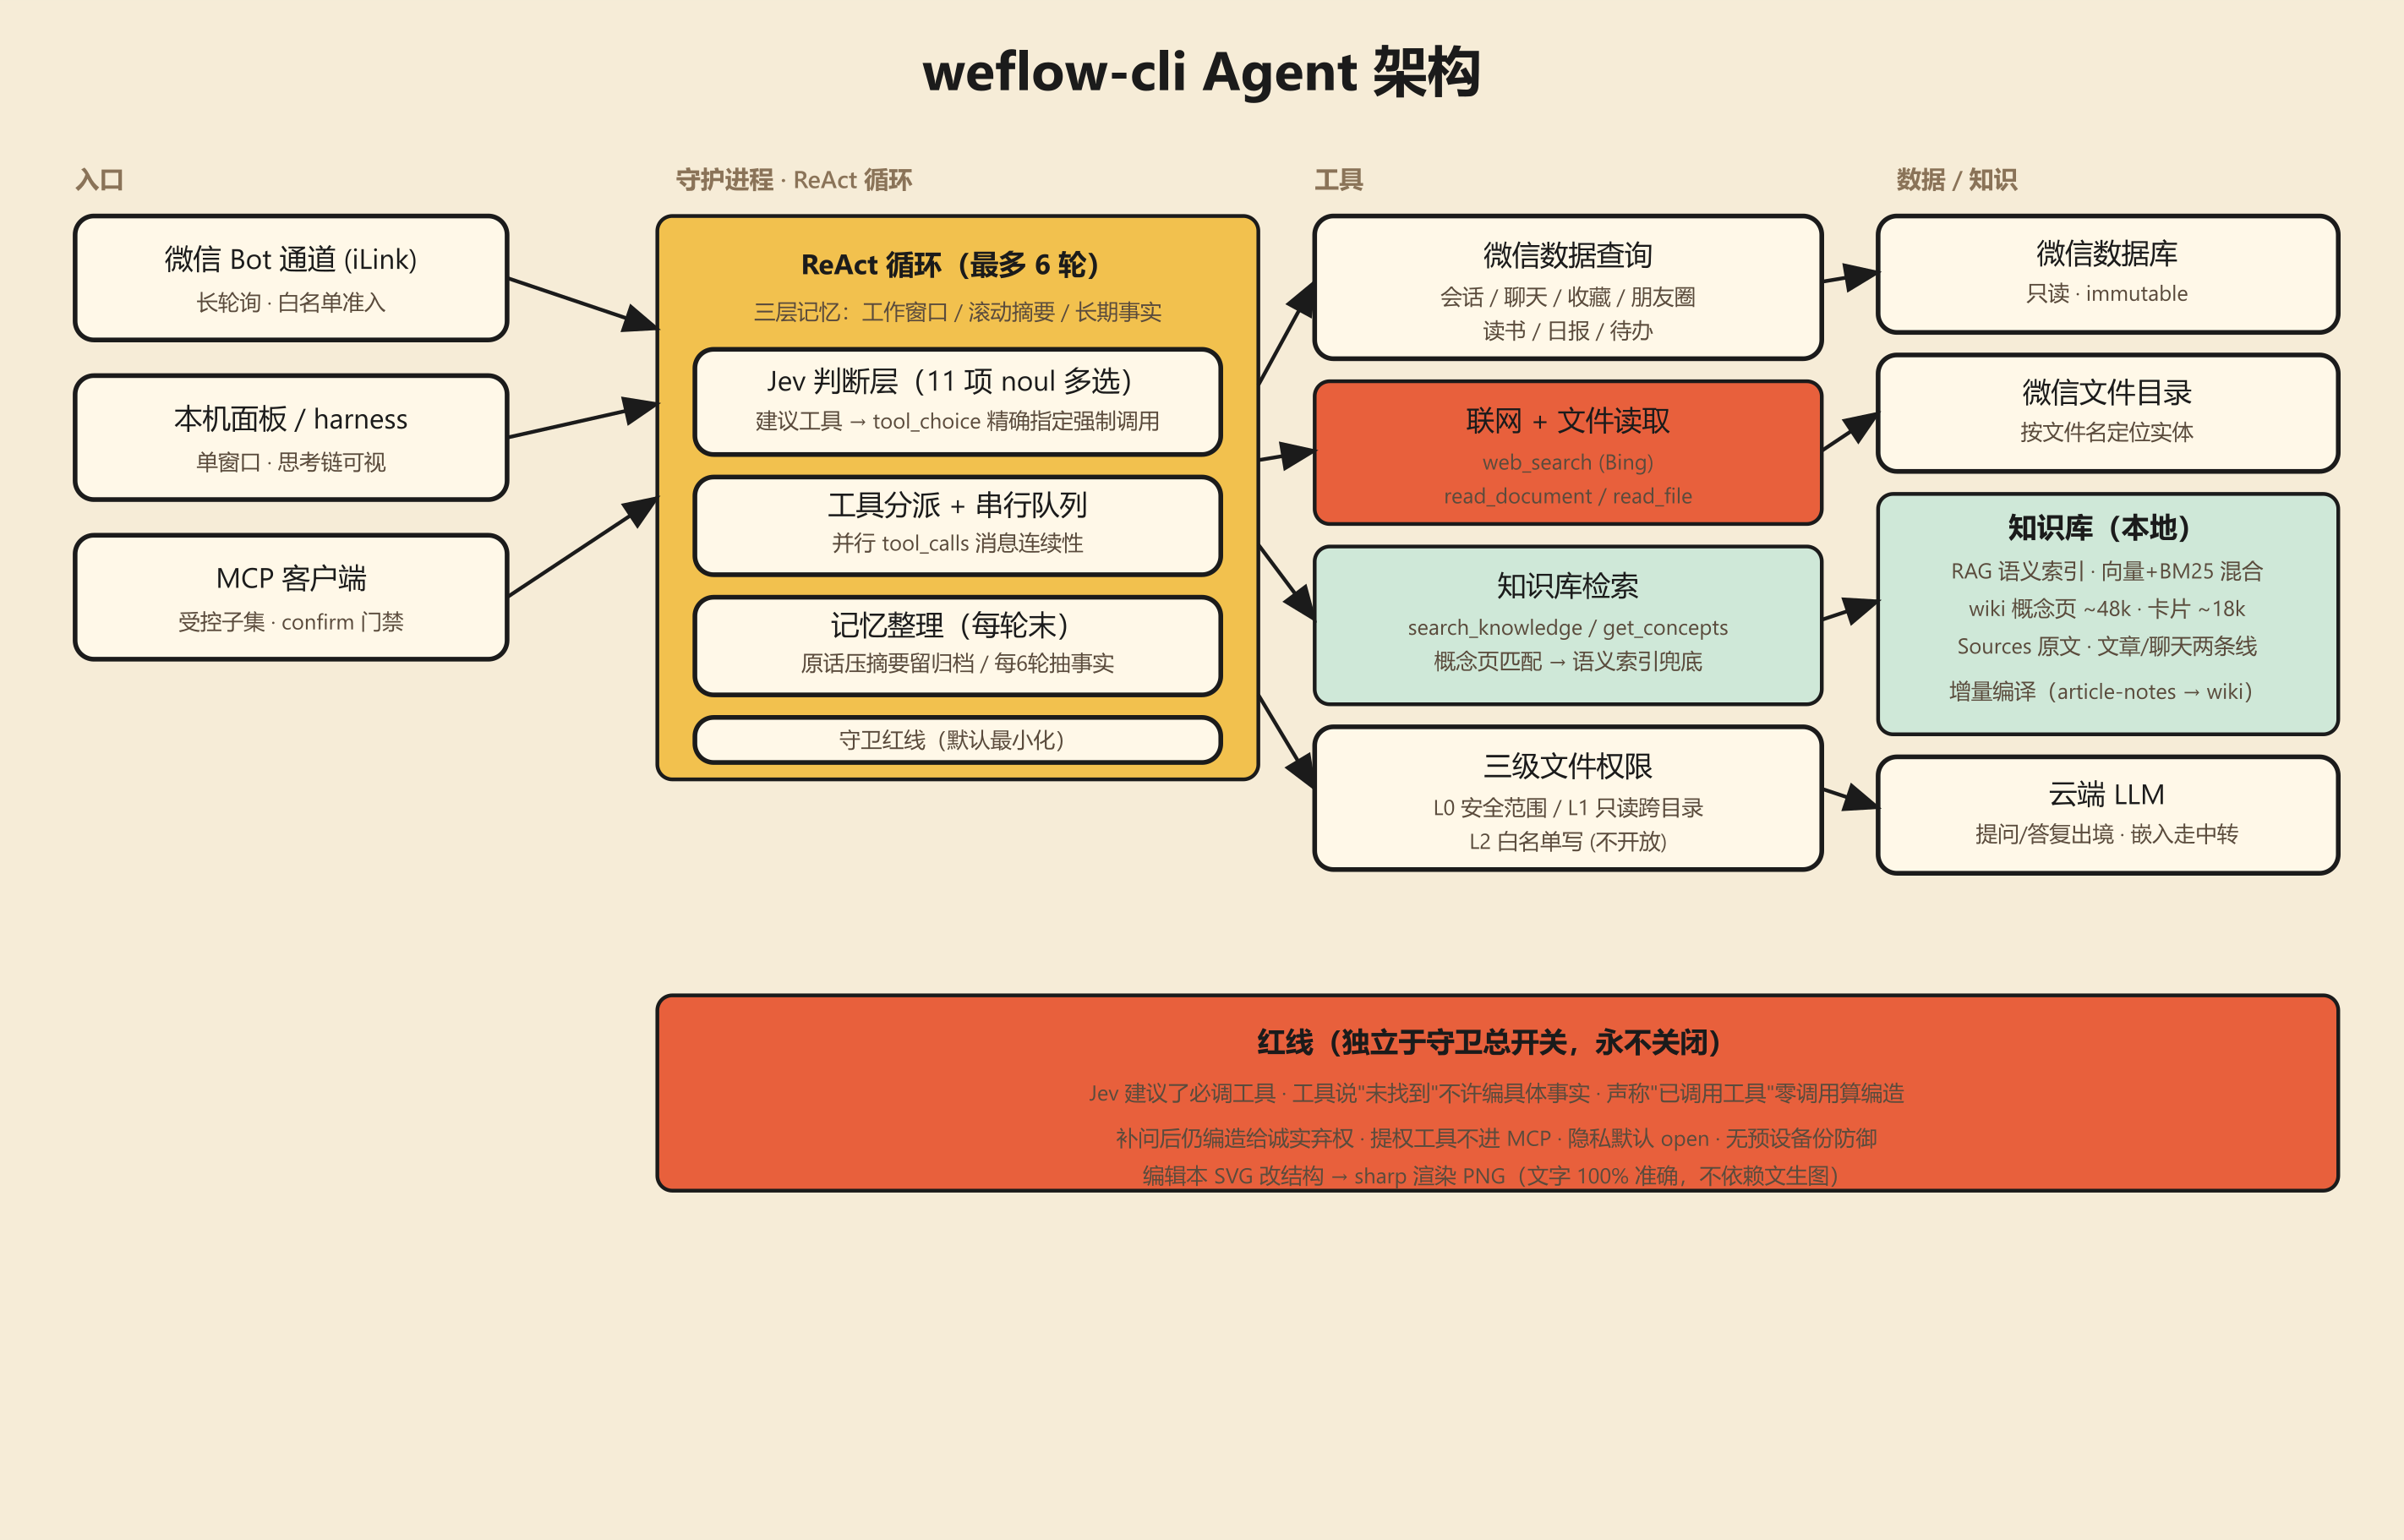 weflow-cli Agent 架构
入口
微信 Bot 通道 (iLink)
长轮询 · 白名单准入
本机面板 / harness
单窗口 · 思考链可视
MCP 客户端
受控子集 · confirm 门禁
守护进程 · ReAct 循环
ReAct 循环（最多 6 轮）
三层记忆：工作窗口 / 滚动摘要 / 长期事实
Jev 判断层（11 项 noul 多选）
建议工具 → tool_choice 精确指定强制调用
工具分派 + 串行队列
并行 tool_calls 消息连续性
记忆整理（每轮末）
原话压摘要留归档 / 每6轮抽事实
守卫红线（默认最小化）
工具
微信数据查询
会话 / 聊天 / 收藏 / 朋友圈
读书 / 日报 / 待办
联网 + 文件读取
web_search (Bing)
read_document / read_file
知识库检索
search_knowledge / get_concepts
概念页匹配 → 语义索引兜底
三级文件权限
L0 安全范围 / L1 只读跨目录
L2 白名单写 (不开放)
数据 / 知识
微信数据库
只读 · immutable
微信文件目录
按文件名定位实体
知识库（本地）
RAG 语义索引 · 向量+BM25 混合
wiki 概念页 ~48k · 卡片 ~18k
Sources 原文 · 文章/聊天两条线
增量编译（article-notes → wiki）
云端 LLM
提问/答复出境 · 嵌入走中转
红线（独立于守卫总开关，永不关闭）
Jev 建议了必调工具 · 工具说"未找到"不许编具体事实 · 声称"已调用工具"零调用算编造
补问后仍编造给诚实弃权 · 提权工具不进 MCP · 隐私默认 open · 无预设备份防御
编辑本 SVG 改结构 → sharp 渲染 PNG（文字 100% 准确，不依赖文生图）